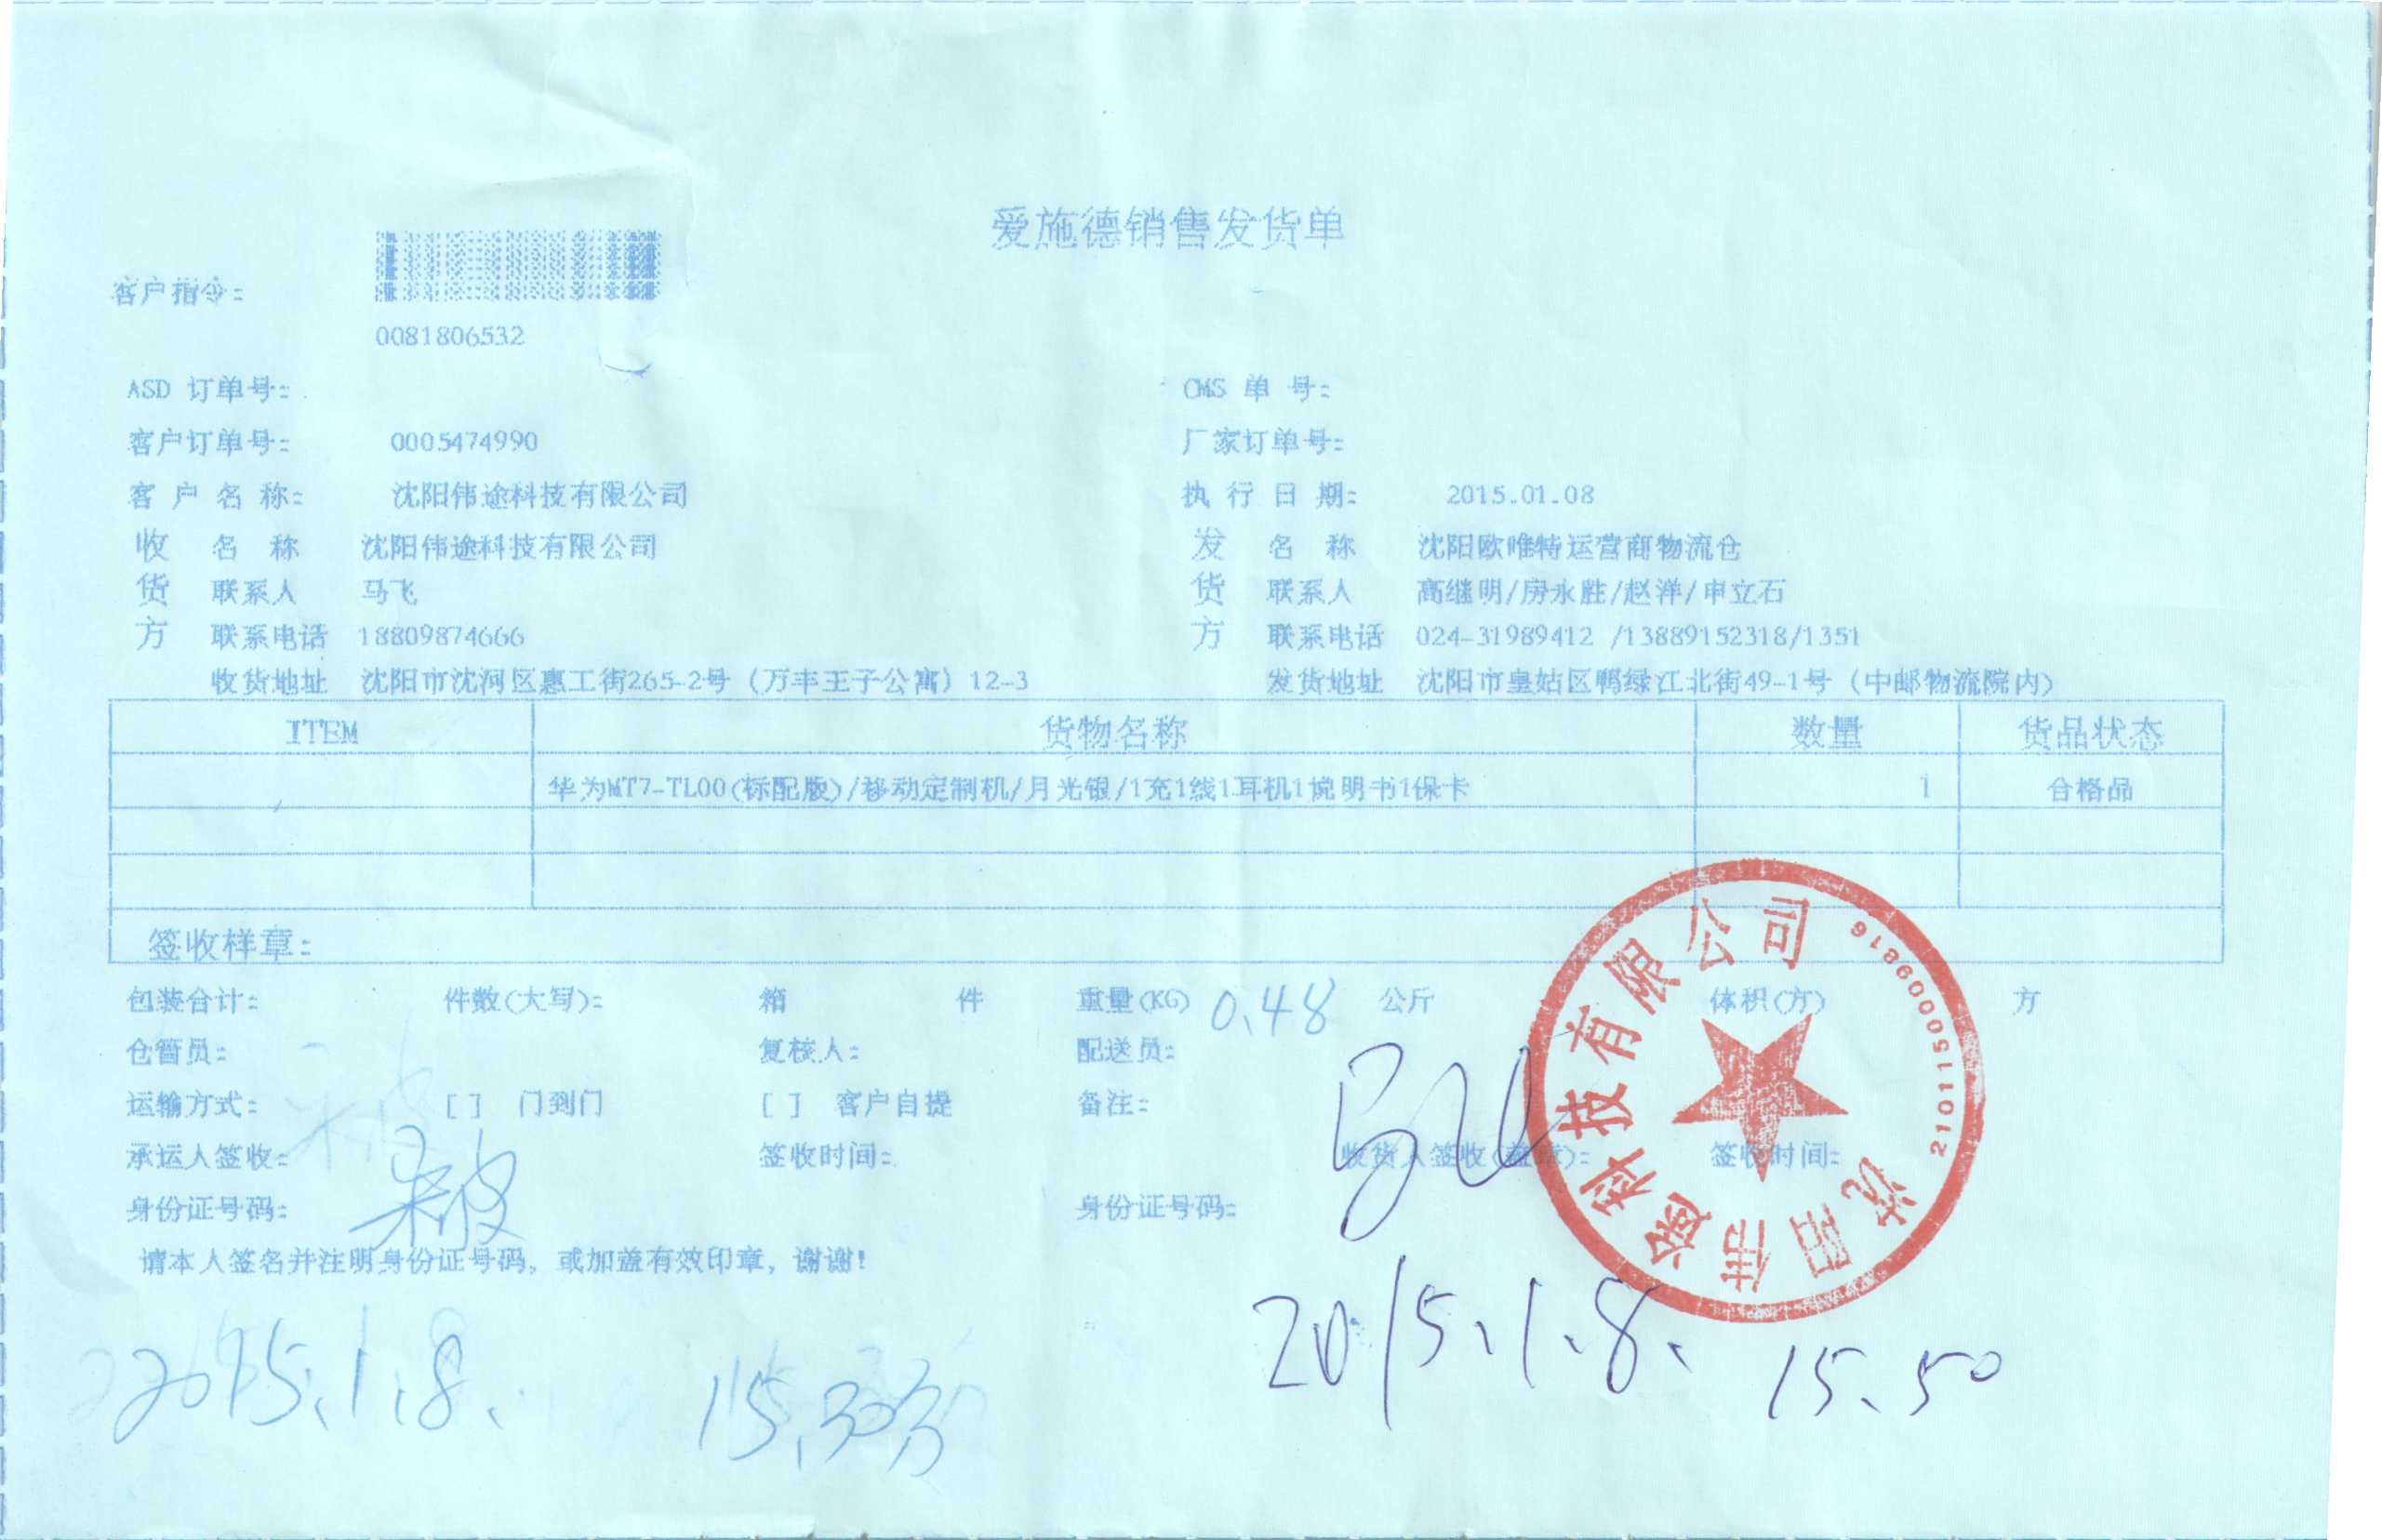 爱施德销售发货单
客户指令:
0081806532
ASD 订单号: CMS 单 号:
客户订单号: 0005474990 厂家订单号:
客 户 名 称: 沈阳伟途科技有限公司 执 行 日 期: 2015.01.08
收 名 称 沈阳伟途科技有限公司 发 名 称 沈阳欧唯特运营商物流仓
货 联系人 马飞 货 联系人 高继明/房永胜/赵洋/申立石
方 联系电话 18809874666 方 联系电话 024-31989412 /13889152318/1351
收货地址 沈阳市沈河区惠工街265-2号（万丰王子公寓）12-3 发货地址 沈阳市皇姑区鸭绿江北街49-1号（中邮物流院内）
ITEM 货物名称 数量 货品状态
华为MT7-TL00(标配版)/移动定制机/月光银/1充1线1耳机1说明书1保卡 1 合格品
签收样章:
包装合计: 件数(大写): 箱 件 重量(KG) 0.48 公斤 体积(方) 方
仓管员: 复核人: 配送员:
运输方式: [ ] 门到门 [ ] 客户自提 备注:
承运人签收: 签收时间: 收货人签收(盖章): 签收时间:
身份证号码: 身份证号码:
请本人签名并注明身份证号码，或加盖有效印章，谢谢!
2015.1.8. 2015.1.8. 15.50
沈阳伟途科技有限公司
2101150009816